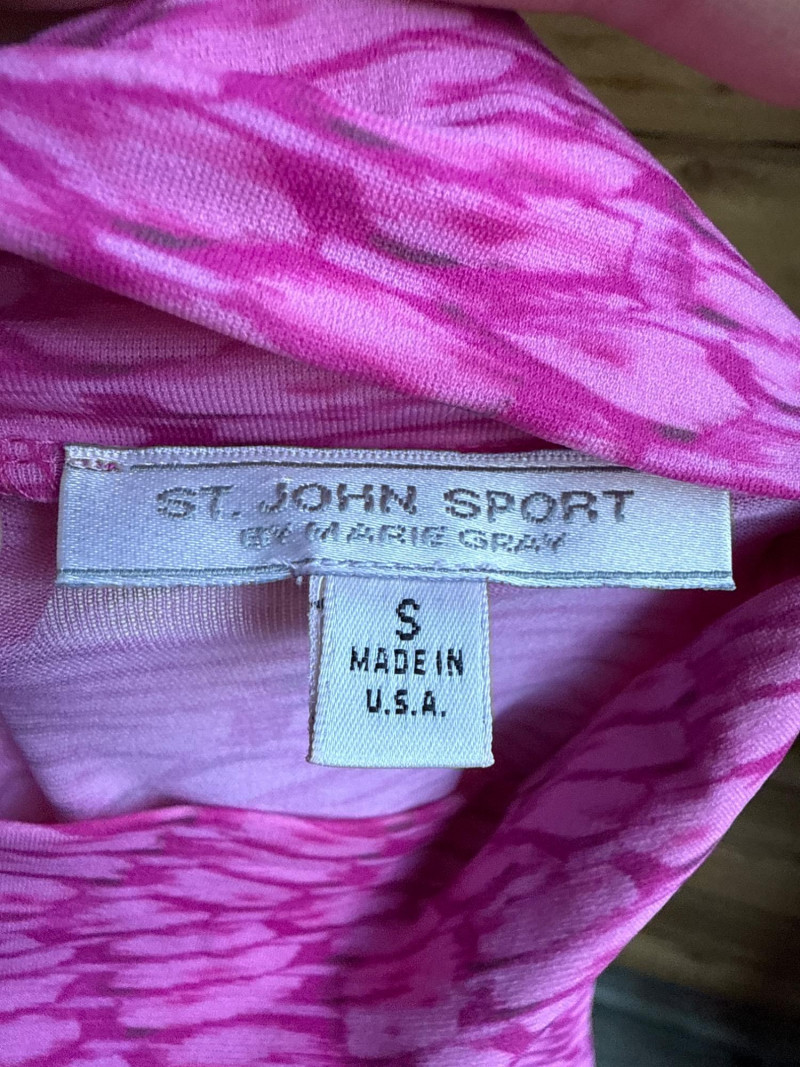 ST. JOHN SPORT
BY MARIE GRAY
S
MADE IN
U.S.A.